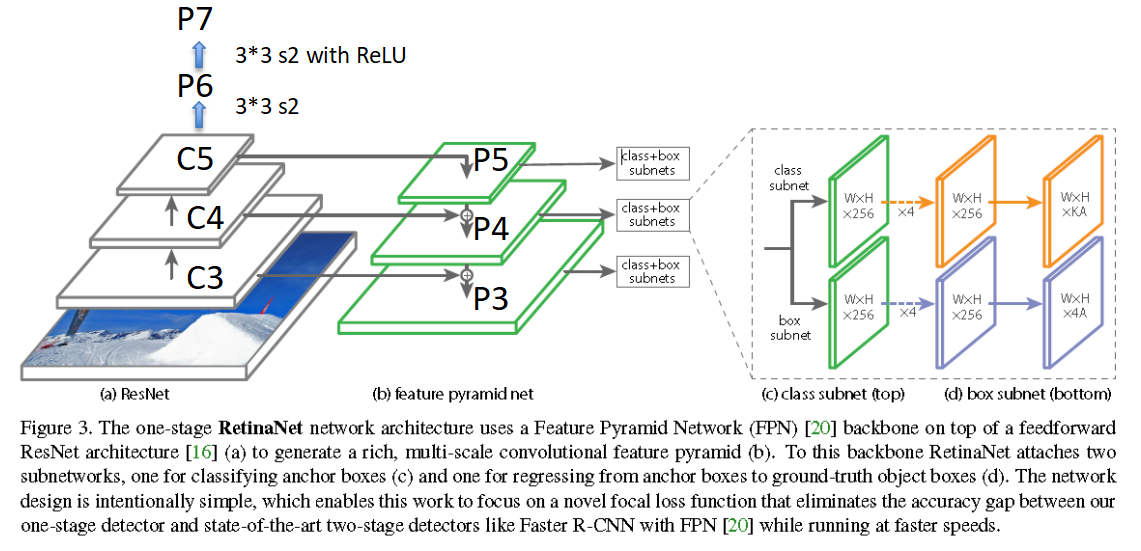 P7
3*3 s2 with ReLU
P6
3*3 s2
C5
C4
C3
(a) ResNet
P5
P4
P3
(b) feature pyramid net
class+box
subnets
class+box
subnets
class+box
subnets
class
subnet
W×H
×256
×4
W×H
×256
W×H
×KA
box
subnet
W×H
×256
×4
W×H
×256
W×H
×4A
(c) class subnet (top)
(d) box subnet (bottom)
Figure 3. The one-stage RetinaNet network architecture uses a Feature Pyramid Network (FPN) [20] backbone on top of a feedforward
ResNet architecture [16] (a) to generate a rich, multi-scale convolutional feature pyramid (b). To this backbone RetinaNet attaches two
subnetworks, one for classifying anchor boxes (c) and one for regressing from anchor boxes to ground-truth object boxes (d). The network
design is intentionally simple, which enables this work to focus on a novel focal loss function that eliminates the accuracy gap between our
one-stage detector and state-of-the-art two-stage detectors like Faster R-CNN with FPN [20] while running at faster speeds.